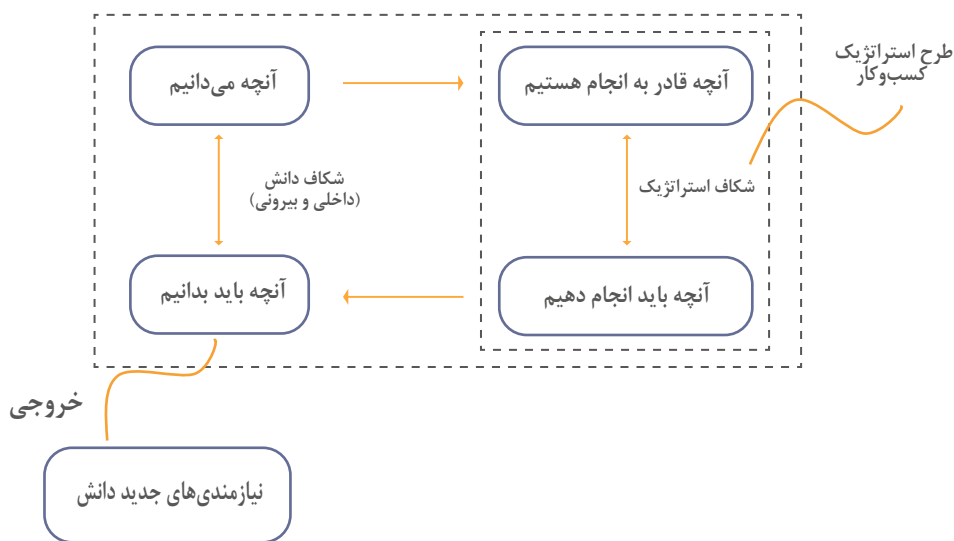 طرح استراتژیک
کسب‌وکار
آنچه قادر به انجام هستیم
آنچه می‌دانیم
شکاف استراتژیک
شکاف دانش
(داخلی و بیرونی)
آنچه باید انجام دهیم
آنچه باید بدانیم
خروجی
نیازمندی‌های جدید دانش